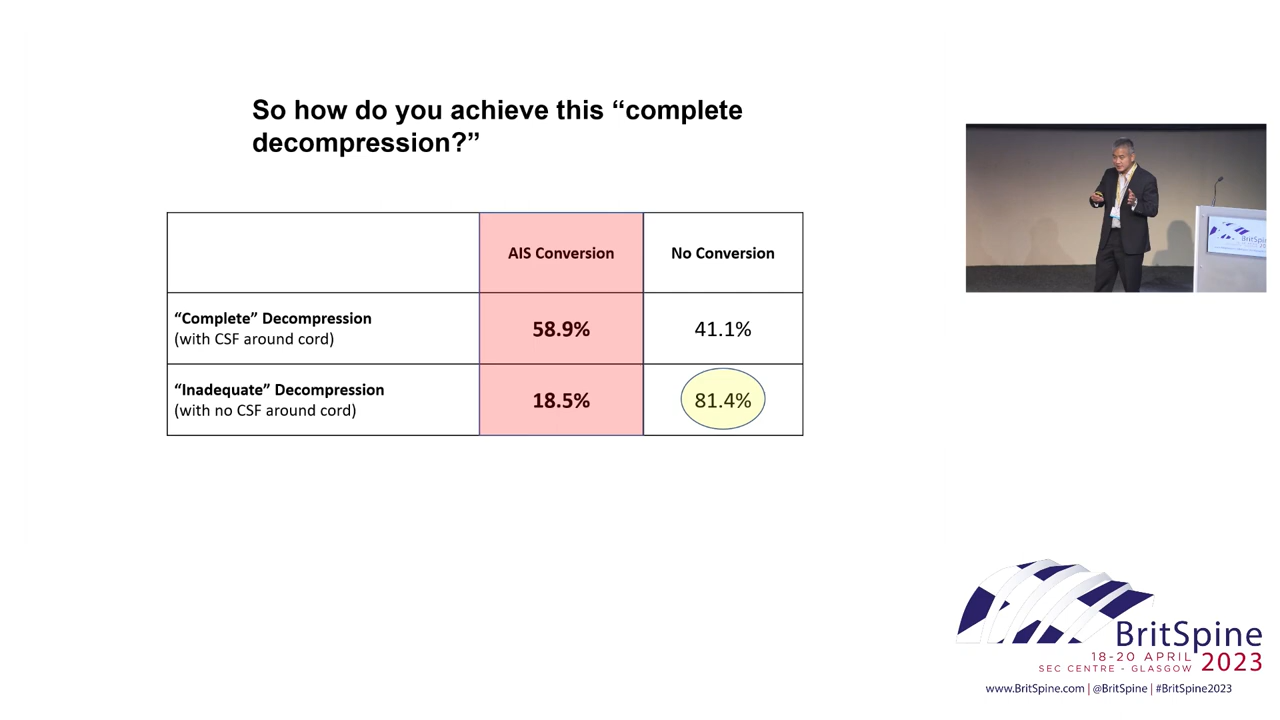 So how do you achieve this “complete
decompression?”
AIS Conversion
No Conversion
“Complete” Decompression
(with CSF around cord)
58.9%
41.1%
“Inadequate” Decompression
(with no CSF around cord)
18.5%
81.4%
BritSpine
18-20 APRIL 2023
SEC CENTRE - GLASGOW
www.BritSpine.com | @BritSpine | #BritSpine2023